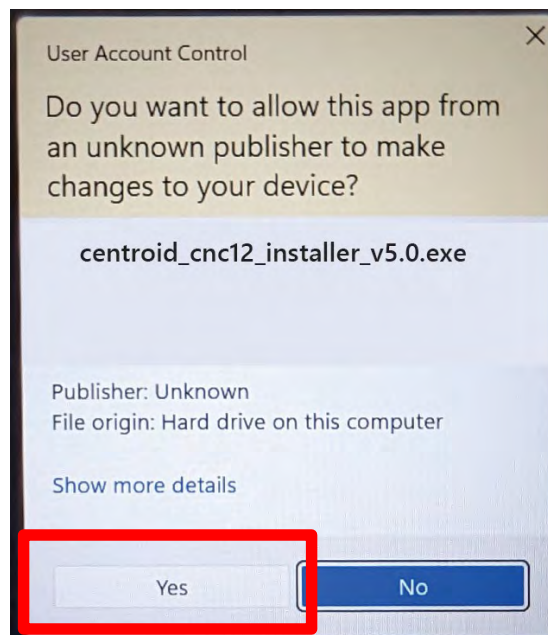 User Account Control
Do you want to allow this app from
an unknown publisher to make
changes to your device?
centroid_cnc12_installer_v5.0.exe
Publisher: Unknown
File origin: Hard drive on this computer
Show more details
Yes
No